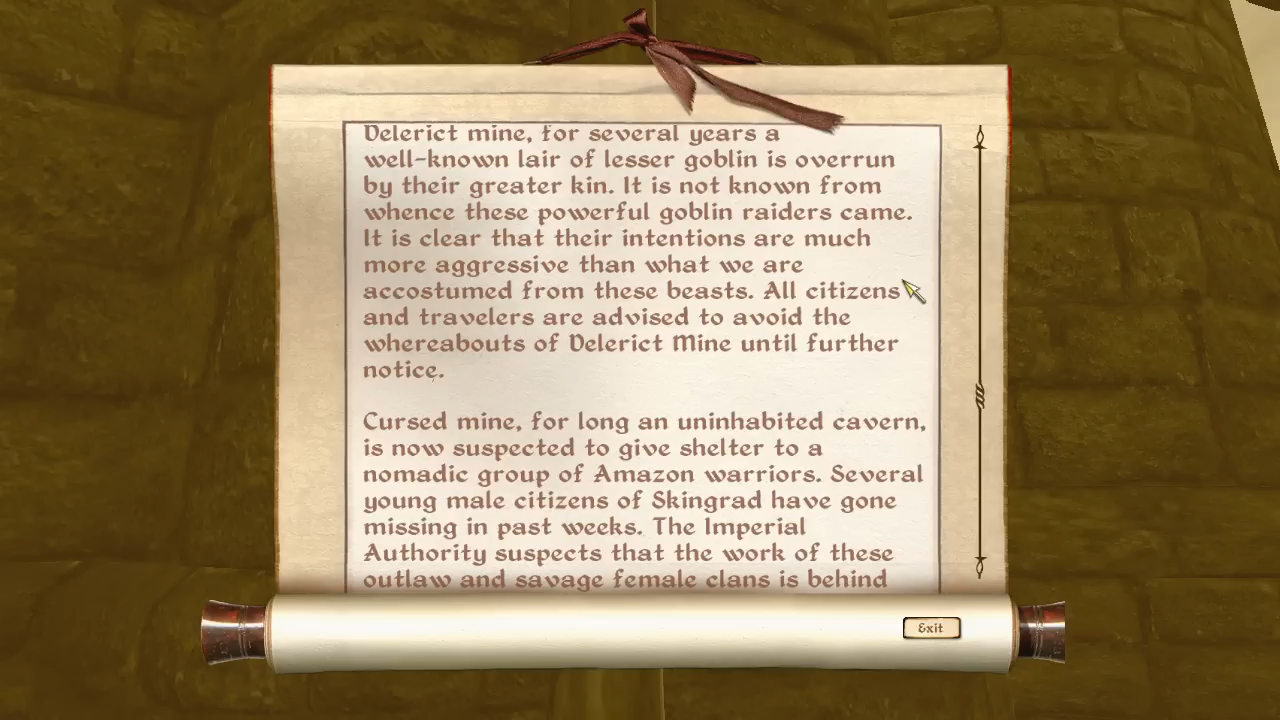 Delerict mine, for several years a
well-known lair of lesser goblin is overrun
by their greater kin. It is not known from
whence these powerful goblin raiders came.
It is clear that their intentions are much
more aggressive than what we are
accostumed from these beasts. All citizens
and travelers are advised to avoid the
whereabouts of Delerict Mine until further
notice.
Cursed mine, for long an uninhabited cavern,
is now suspected to give shelter to a
nomadic group of Amazon warriors. Several
young male citizens of Skingrad have gone
missing in past weeks. The Imperial
Authority suspects that the work of these
outlaw and savage female clans is behind
Exit